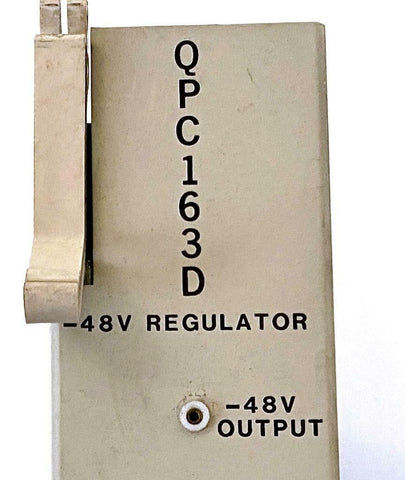 QPC163D
-48V REGULATOR
-48V
OUTPUT